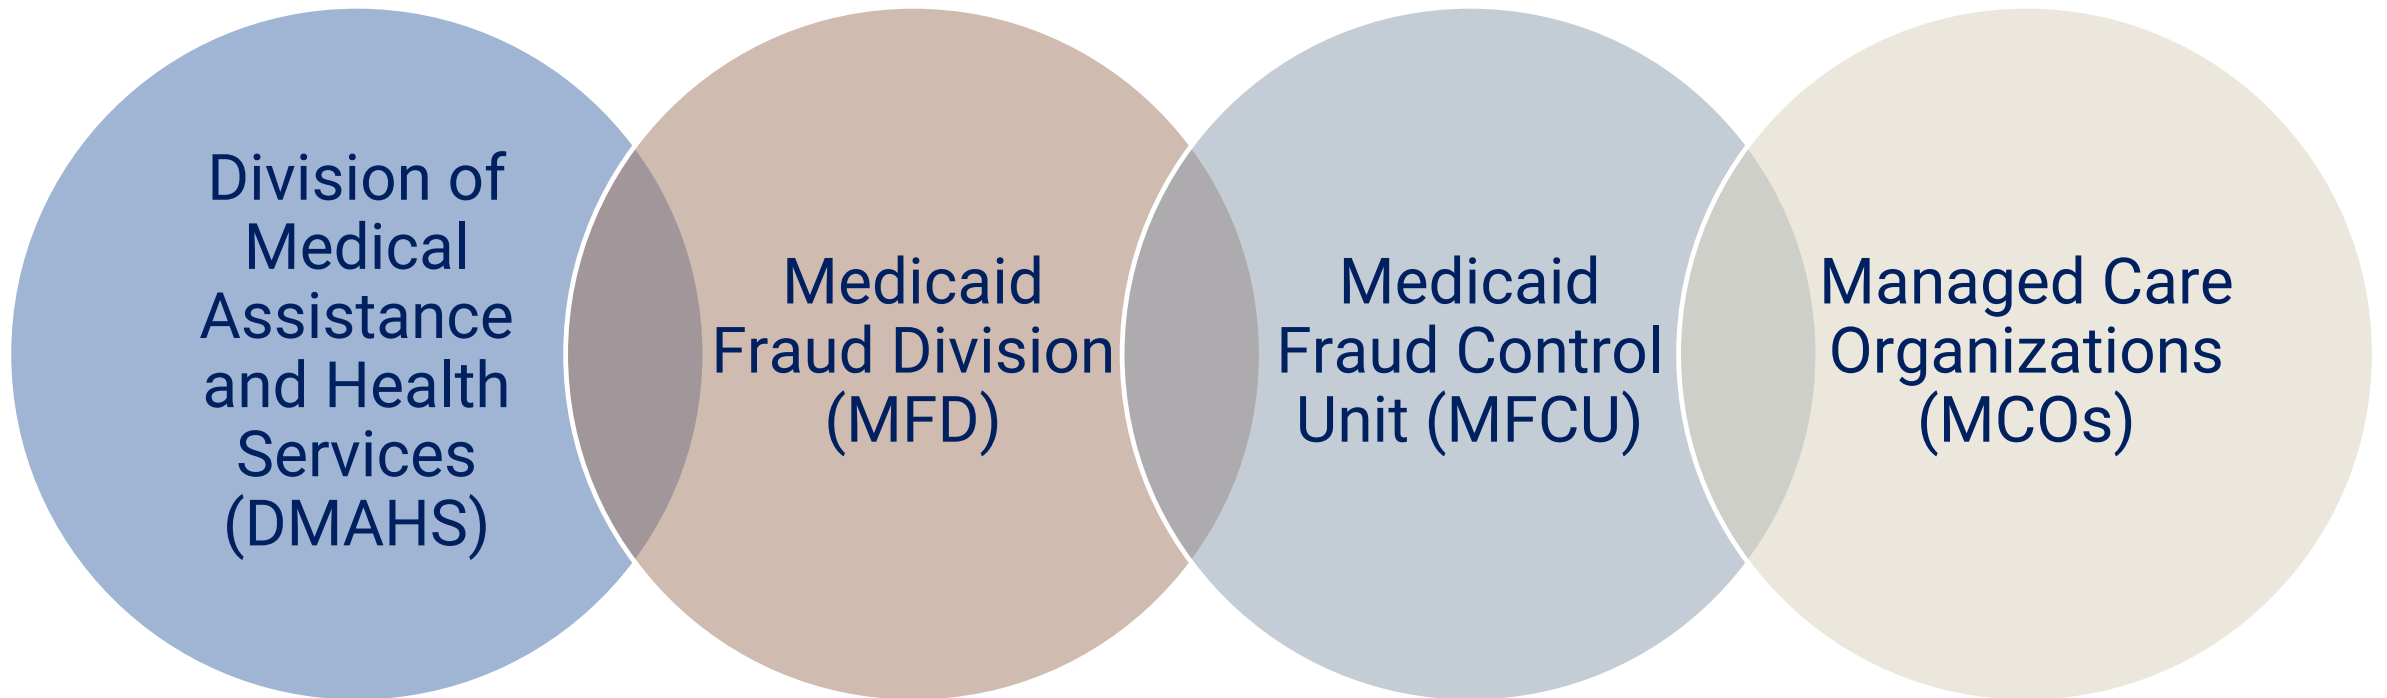 Division of
Medical
Assistance
and Health
Services
(DMAHS)
Medicaid
Fraud Division
(MFD)
Medicaid
Fraud Control
Unit (MFCU)
Managed Care
Organizations
(MCOs)